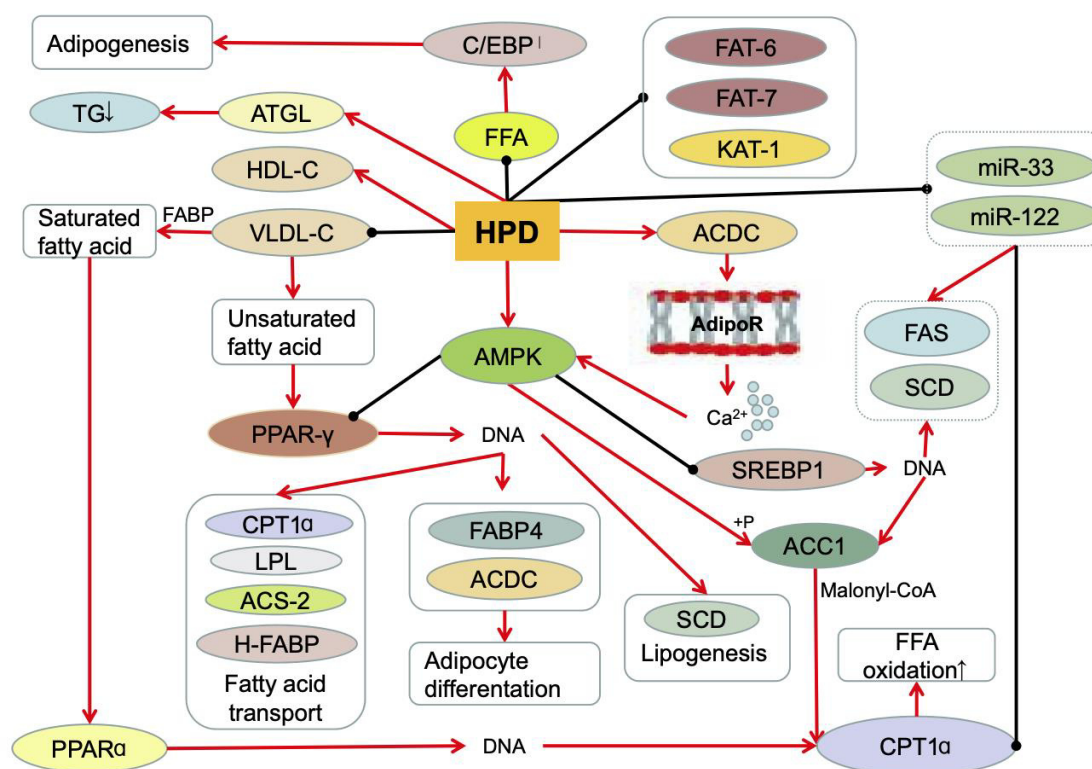 Adipogenesis
C/EBP
FAT-6
FAT-7
KAT-1
TG↓
ATGL
FFA
HDL-C
miR-33
miR-122
Saturated
fatty acid
FABP
VLDL-C
HPD
ACDC
Unsaturated
fatty acid
AdipoR
AMPK
FAS
SCD
Ca²⁺
PPAR-γ
DNA
SREBP1
DNA
CPT1α
LPL
ACS-2
H-FABP
Fatty acid
transport
FABP4
ACDC
Adipocyte
differentation
+P
ACC1
Malonyl-CoA
SCD
Lipogenesis
FFA
oxidation↑
PPARα
DNA
CPT1α